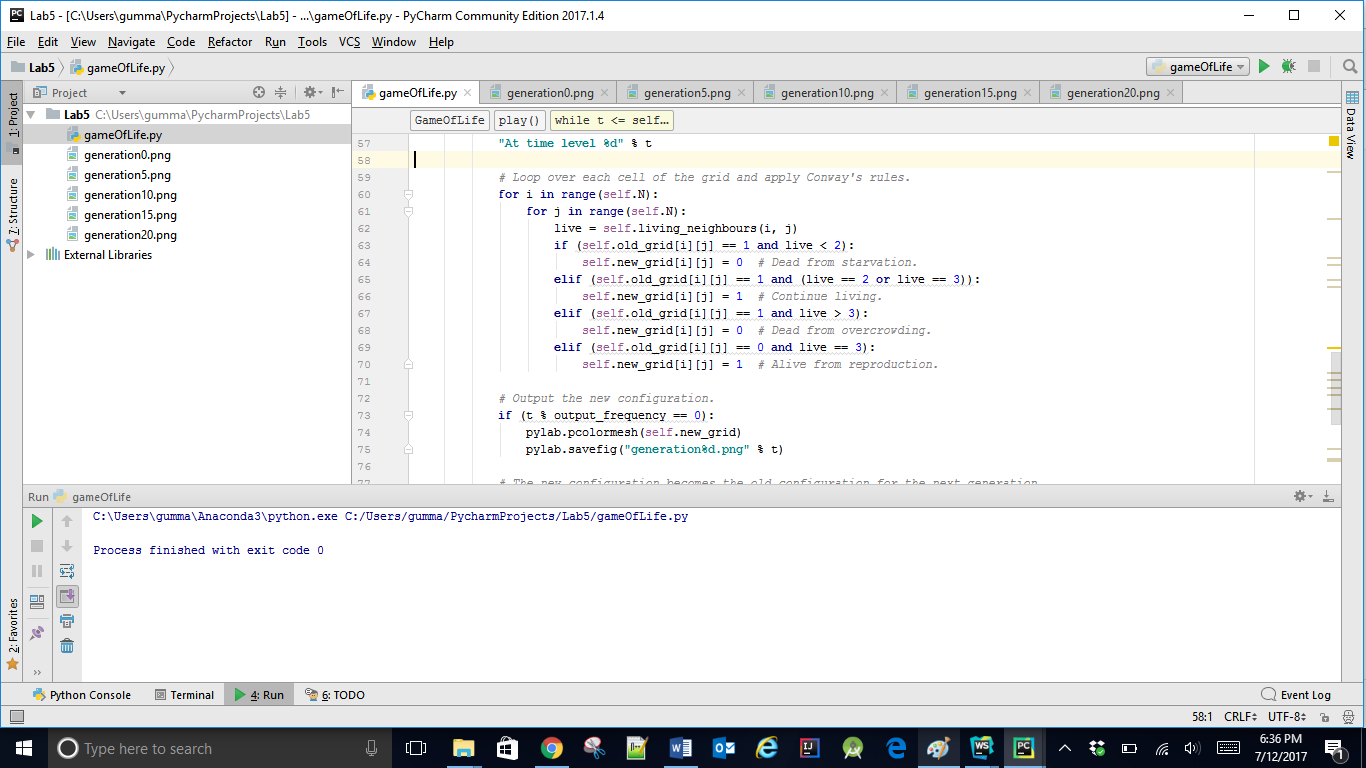 Lab5 - [C:\Users\gumma\PycharmProjects\Lab5] - ...\gameOfLife.py - PyCharm Community Edition 2017.1.4
File Edit View Navigate Code Refactor Run Tools VCS Window Help
Lab5 gameOfLife.py gameOfLife
Project gameOfLife.py generation0.png generation5.png generation10.png generation15.png generation20.png
1: Project
7: Structure
2: Favorites
Data View
Lab5 C:\Users\gumma\PycharmProjects\Lab5
gameOfLife.py
generation0.png
generation5.png
generation10.png
generation15.png
generation20.png
External Libraries
GameOfLife play() while t <= self...
57 "At time level %d" % t
58
59 # Loop over each cell of the grid and apply Conway's rules.
60 for i in range(self.N):
61 for j in range(self.N):
62 live = self.living_neighbours(i, j)
63 if (self.old_grid[i][j] == 1 and live < 2):
64 self.new_grid[i][j] = 0 # Dead from starvation.
65 elif (self.old_grid[i][j] == 1 and (live == 2 or live == 3)):
66 self.new_grid[i][j] = 1 # Continue living.
67 elif (self.old_grid[i][j] == 1 and live > 3):
68 self.new_grid[i][j] = 0 # Dead from overcrowding.
69 elif (self.old_grid[i][j] == 0 and live == 3):
70 self.new_grid[i][j] = 1 # Alive from reproduction.
71
72 # Output the new configuration.
73 if (t % output_frequency == 0):
74 pylab.pcolormesh(self.new_grid)
75 pylab.savefig("generation%d.png" % t)
76
77 # The new configuration becomes the old configuration for the next generation.
Run gameOfLife
C:\Users\gumma\Anaconda3\python.exe C:/Users/gumma/PycharmProjects/Lab5/gameOfLife.py
Process finished with exit code 0
Python Console Terminal 4: Run 6: TODO Event Log
58:1 CRLF UTF-8
Type here to search
6:36 PM
7/12/2017